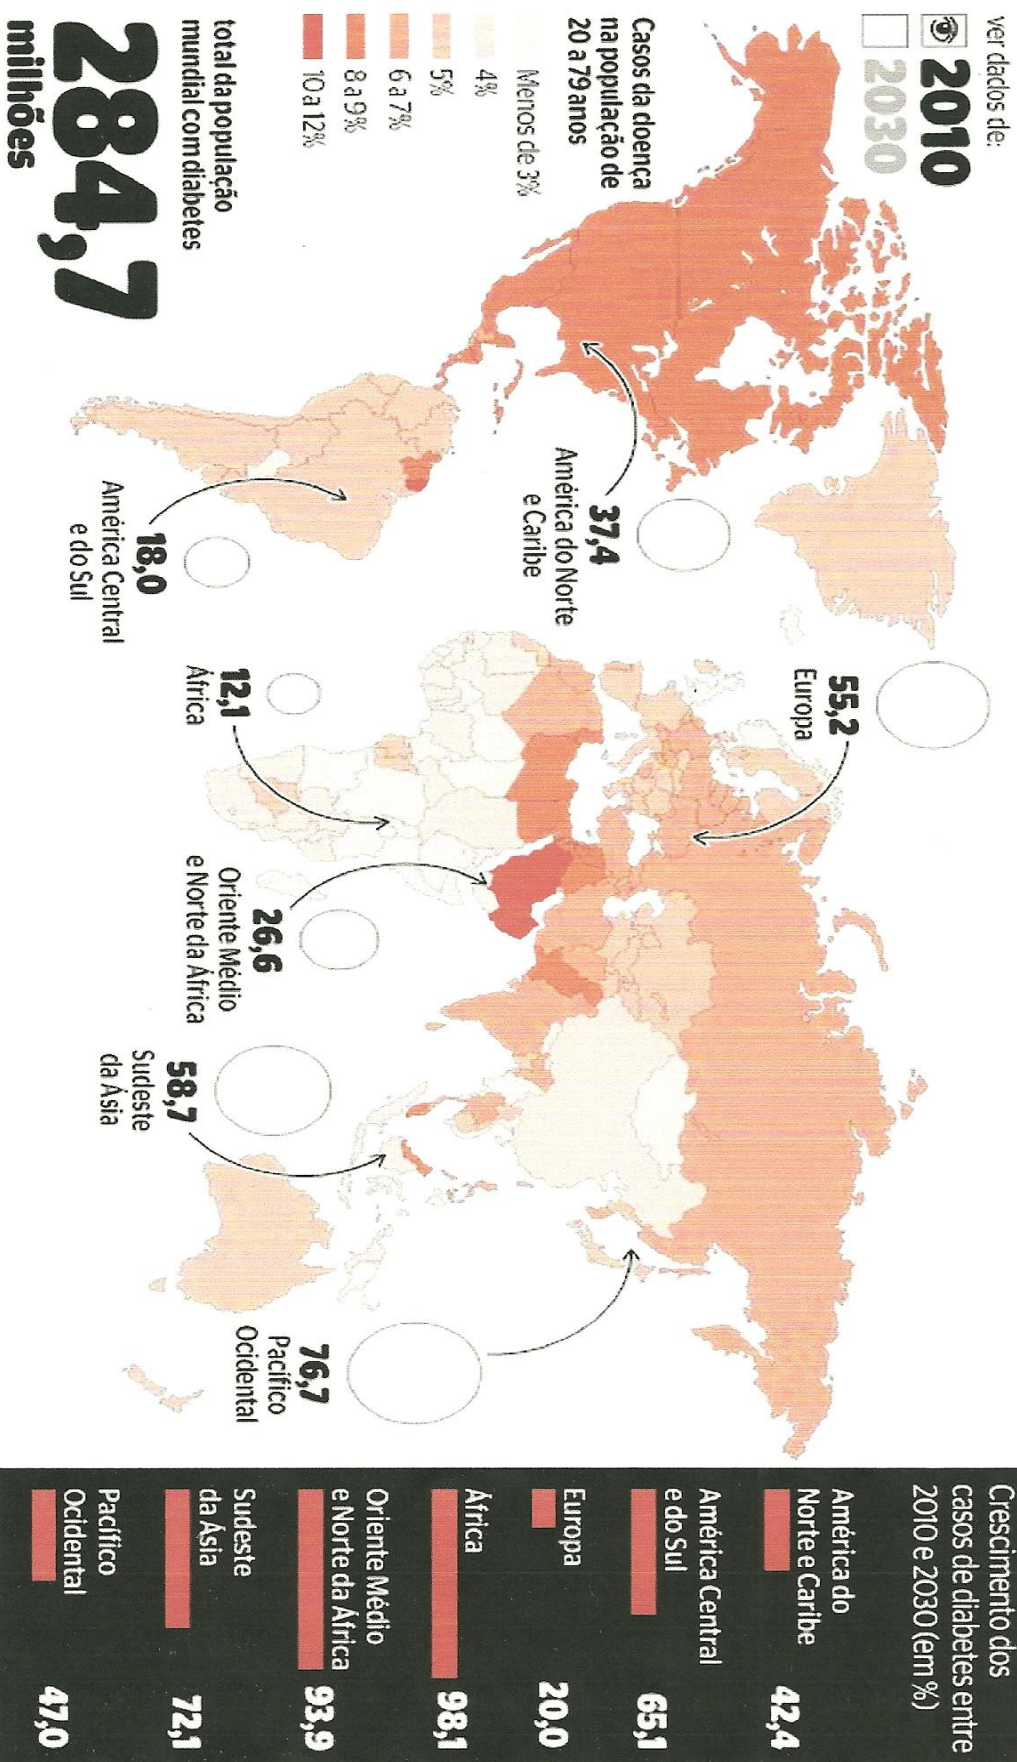 ver dados de:
2010
2030
Casos da doença
na população de
20 a 79 anos
Menos de 3%
4%
5%
6 a 7%
8 a 9%
10 a 12%
total da população
mundial com diabetes
284,7
milhões
37,4
América do Norte
e Caribe
18,0
América Central
e do Sul
55,2
Europa
12,1
África
26,6
Oriente Médio
e Norte da África
58,7
Sudeste
da Ásia
76,7
Pacífico
Ocidental
Crescimento dos
casos de diabetes entre
2010 e 2030 (em %)
América do
Norte e Caribe
42,4
América Central
e do Sul
65,1
Europa
20,0
África
98,1
Oriente Médio
e Norte da África
93,9
Sudeste
da Ásia
72,1
Pacífico
Ocidental
47,0